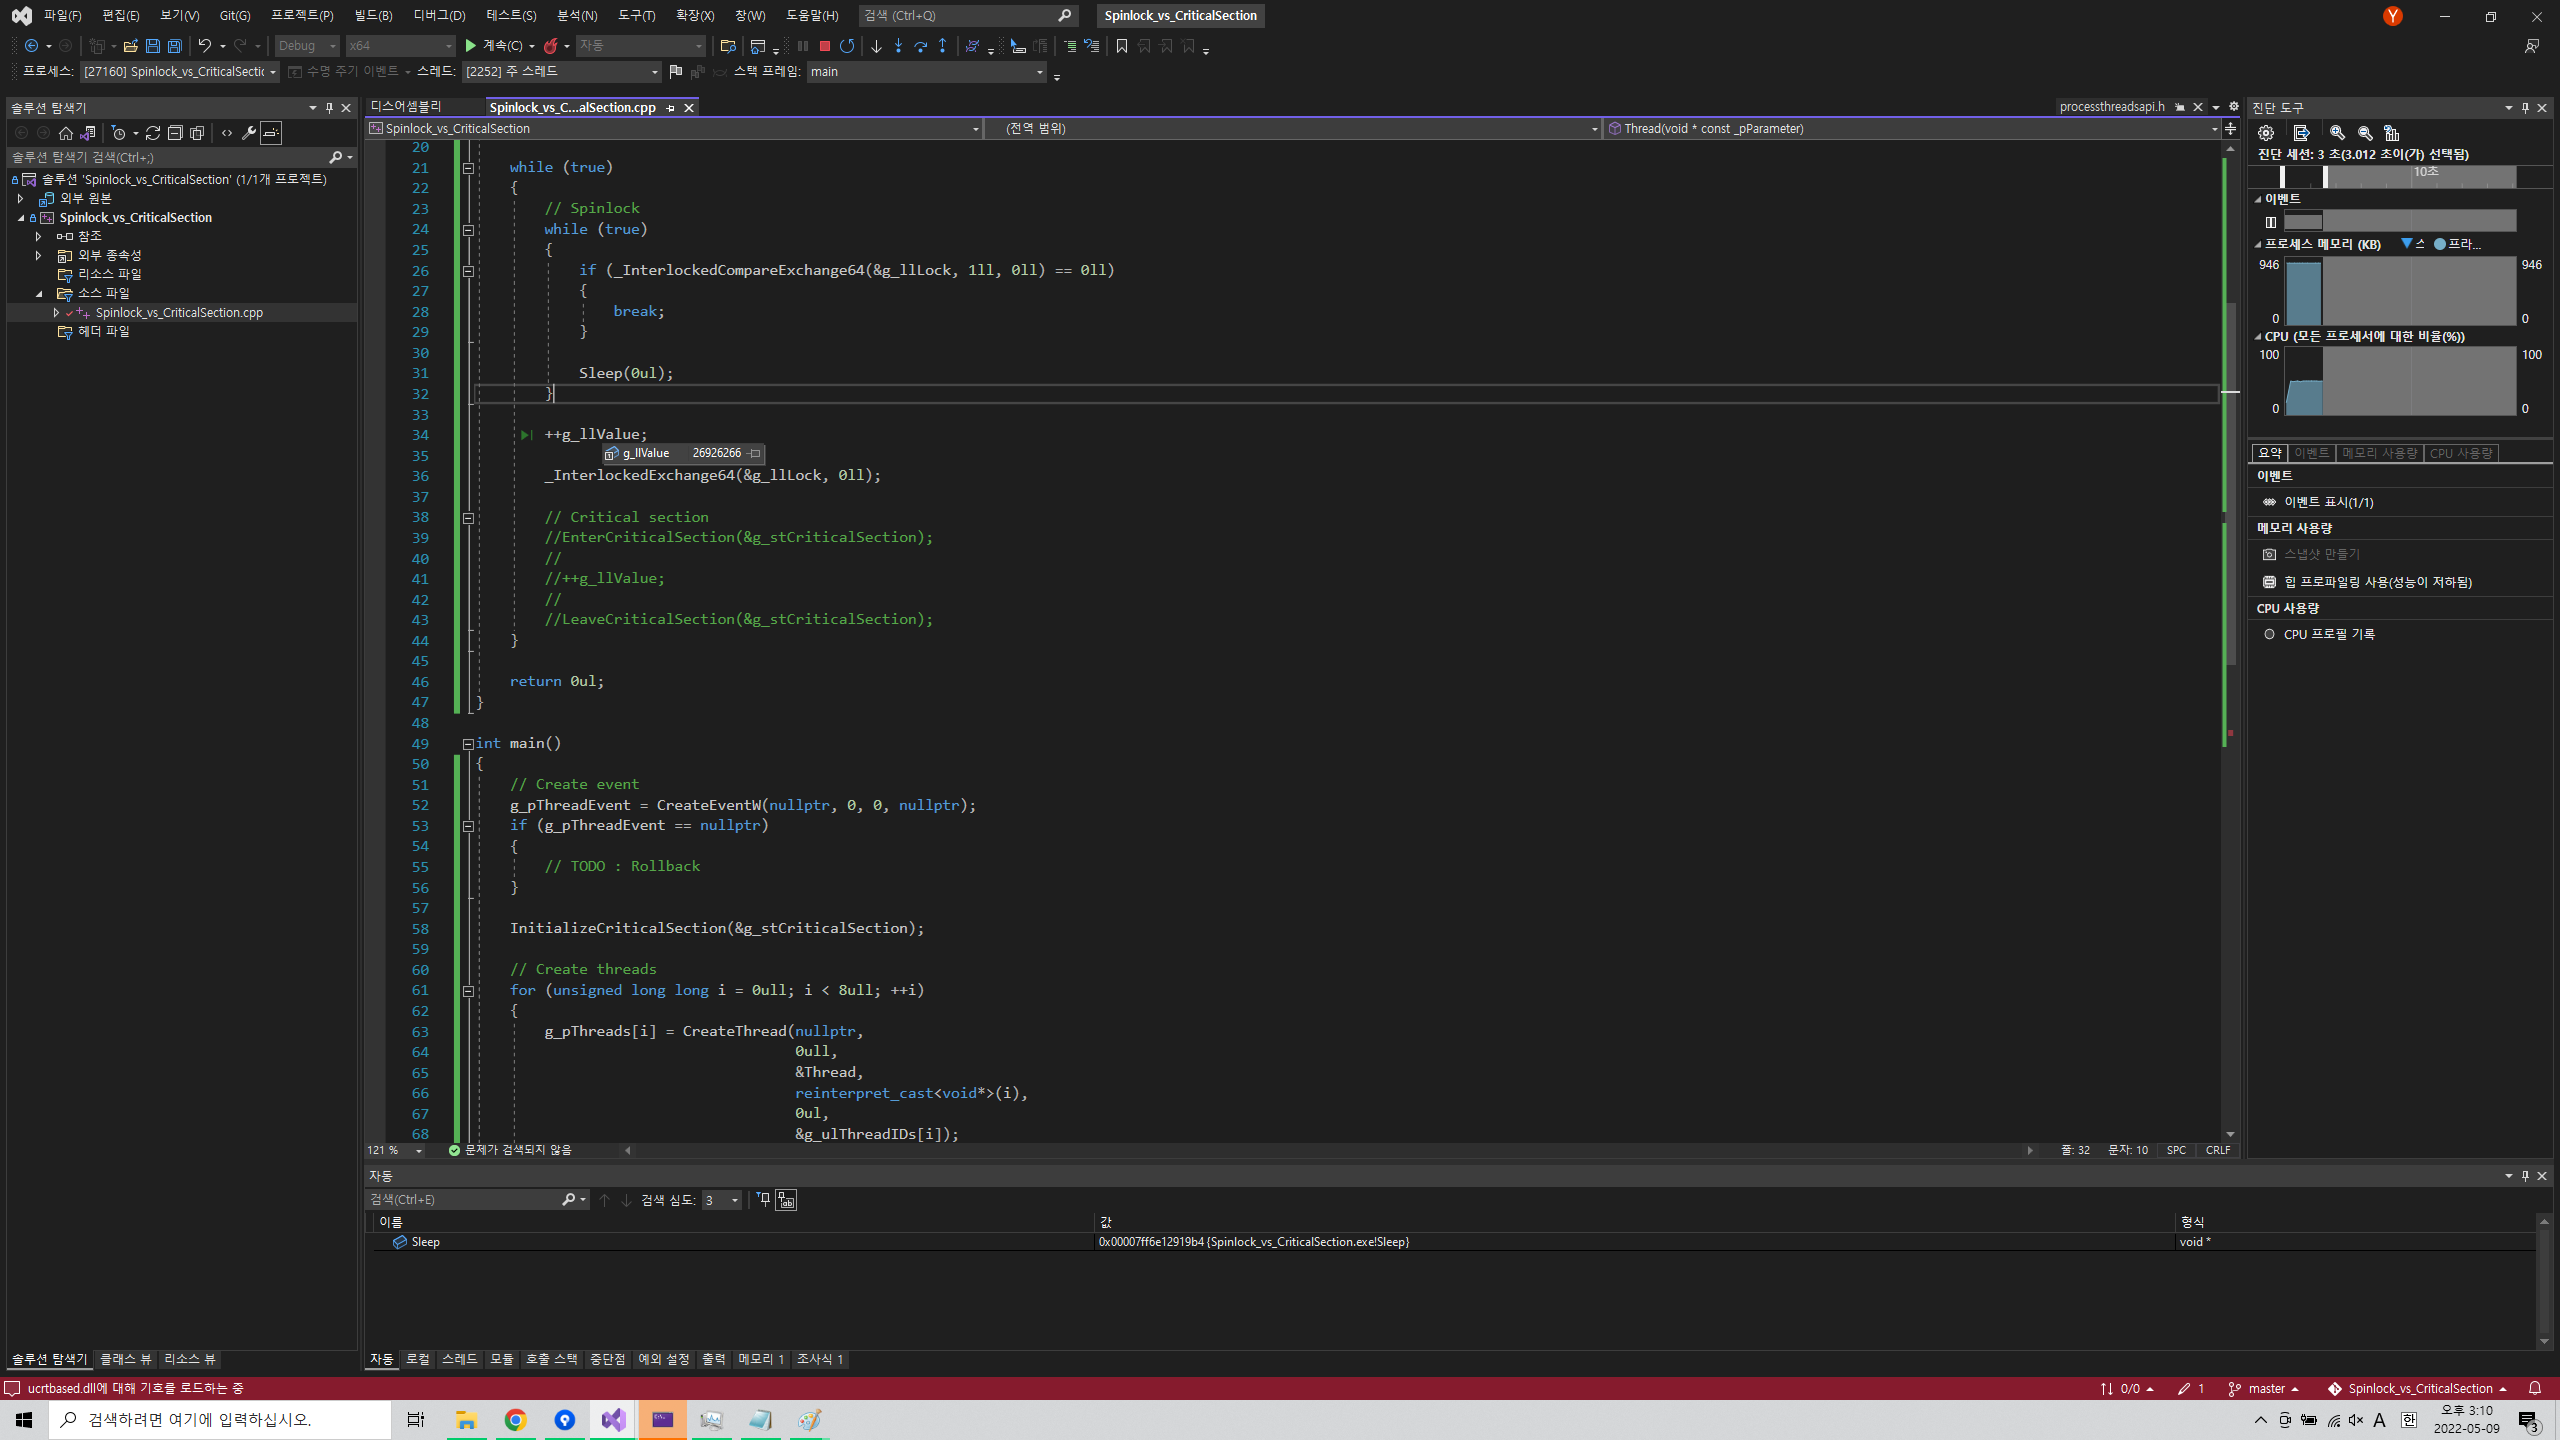 파일(F) 편집(E) 보기(V) Git(G) 프로젝트(P) 빌드(B) 디버그(D) 테스트(S) 분석(N) 도구(T) 확장(X) 창(W) 도움말(H) 검색 (Ctrl+Q) Spinlock_vs_CriticalSection Y
Debug x64 계속(C) 자동
프로세스: [27160] Spinlock_vs_CriticalSectic 수명 주기 이벤트 스레드: [2252] 주 스레드 스택 프레임: main
솔루션 탐색기
솔루션 탐색기 검색(Ctrl+;)
솔루션 'Spinlock_vs_CriticalSection' (1/1개 프로젝트)
외부 원본
Spinlock_vs_CriticalSection
참조
외부 종속성
리소스 파일
소스 파일
Spinlock_vs_CriticalSection.cpp
헤더 파일
솔루션 탐색기 클래스 뷰 리소스 뷰
디스어셈블리 Spinlock_vs_C...alSection.cpp processthreadsapi.h
Spinlock_vs_CriticalSection (전역 범위) Thread(void * const _pParameter)
20
21 while (true)
22 {
23 // Spinlock
24 while (true)
25 {
26 if (_InterlockedCompareExchange64(&g_llLock, 1ll, 0ll) == 0ll)
27 {
28 break;
29 }
30
31 Sleep(0ul);
32 }
33
34 ++g_llValue;
35 g_llValue 26926266
36 _InterlockedExchange64(&g_llLock, 0ll);
37
38 // Critical section
39 //EnterCriticalSection(&g_stCriticalSection);
40 //
41 //++g_llValue;
42 //
43 //LeaveCriticalSection(&g_stCriticalSection);
44 }
45
46 return 0ul;
47 }
48
49 int main()
50 {
51 // Create event
52 g_pThreadEvent = CreateEventW(nullptr, 0, 0, nullptr);
53 if (g_pThreadEvent == nullptr)
54 {
55 // TODO : Rollback
56 }
57
58 InitializeCriticalSection(&g_stCriticalSection);
59
60 // Create threads
61 for (unsigned long long i = 0ull; i < 8ull; ++i)
62 {
63 g_pThreads[i] = CreateThread(nullptr,
64 0ull,
65 &Thread,
66 reinterpret_cast<void*>(i),
67 0ul,
68 &g_ulThreadIDs[i]);
121 % 문제가 검색되지 않음 줄: 32 문자: 10 SPC CRLF
자동
검색(Ctrl+E) 검색 심도: 3
이름 값 형식
Sleep 0x00007ff6e12919b4 {Spinlock_vs_CriticalSection.exe!Sleep} void *
자동 로컬 스레드 모듈 호출 스택 중단점 예외 설정 출력 메모리 1 조사식 1
진단 도구
진단 세션: 3 초(3.012 초이(가) 선택됨)
10초
이벤트
프로세스 메모리 (KB) 스 프라...
946 946
0 0
CPU (모든 프로세서에 대한 비율(%))
100 100
0 0
요약 이벤트 메모리 사용량 CPU 사용량
이벤트
이벤트 표시(1/1)
메모리 사용량
스냅샷 만들기
힙 프로파일링 사용(성능이 저하됨)
CPU 사용량
CPU 프로필 기록
ucrtbased.dll에 대해 기호를 로드하는 중 0/0 1 master Spinlock_vs_CriticalSection
검색하려면 여기에 입력하십시오. A 한 오후 3:10
2022-05-09 3